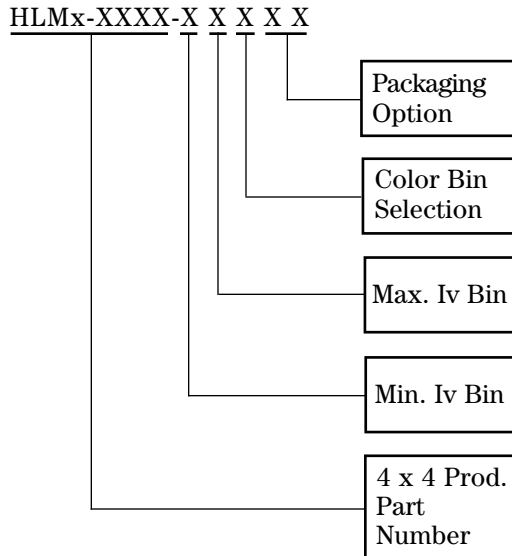 HLMx-XXXX-X X X X X
Packaging
Option
Color Bin
Selection
Max. Iv Bin
Min. Iv Bin
4 x 4 Prod.
Part
Number